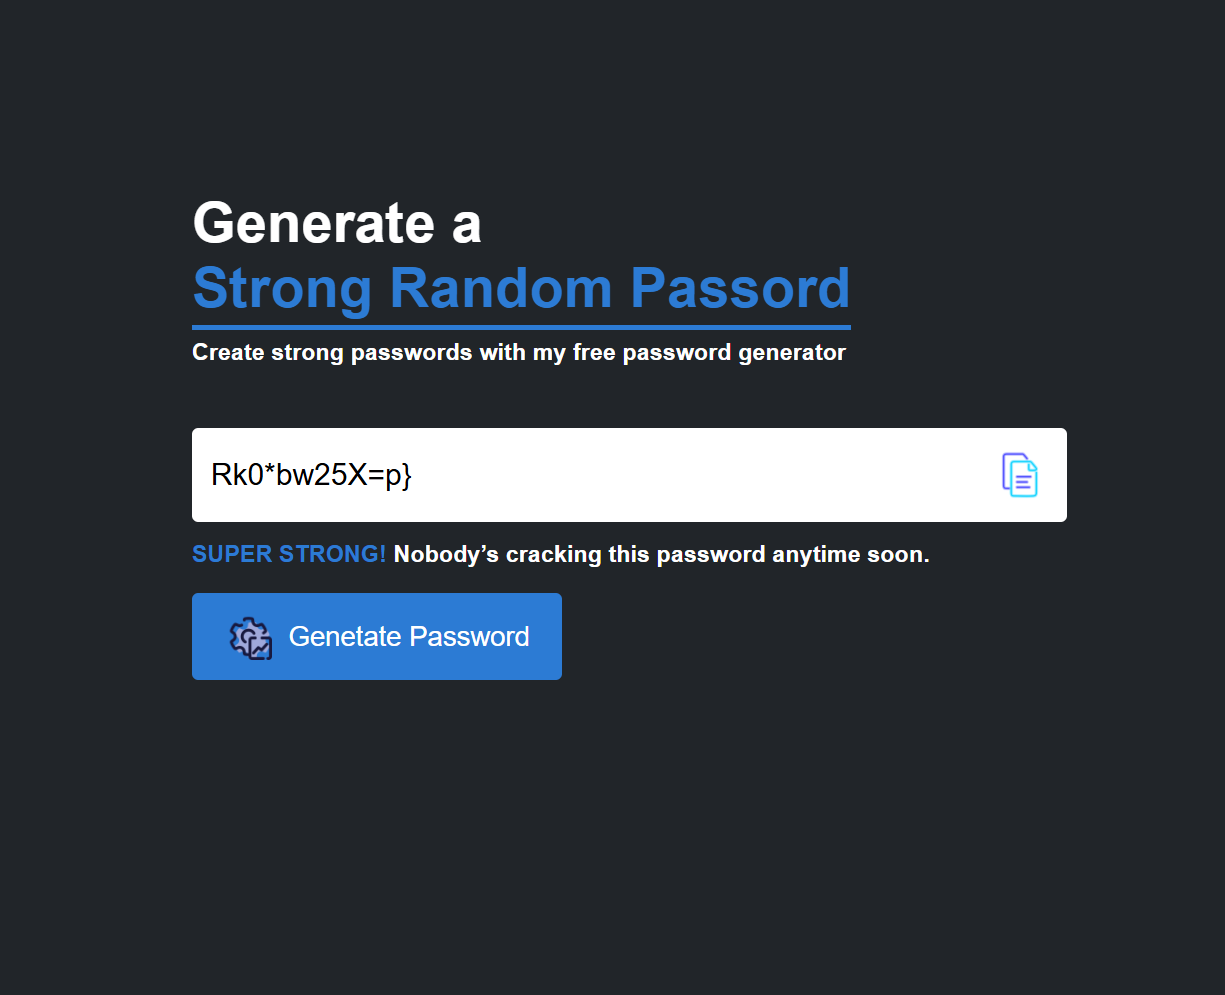 Generate a
Strong Random Passord
Create strong passwords with my free password generator
Rk0*bw25X=p}
SUPER STRONG! Nobody’s cracking this password anytime soon.
Genetate Password